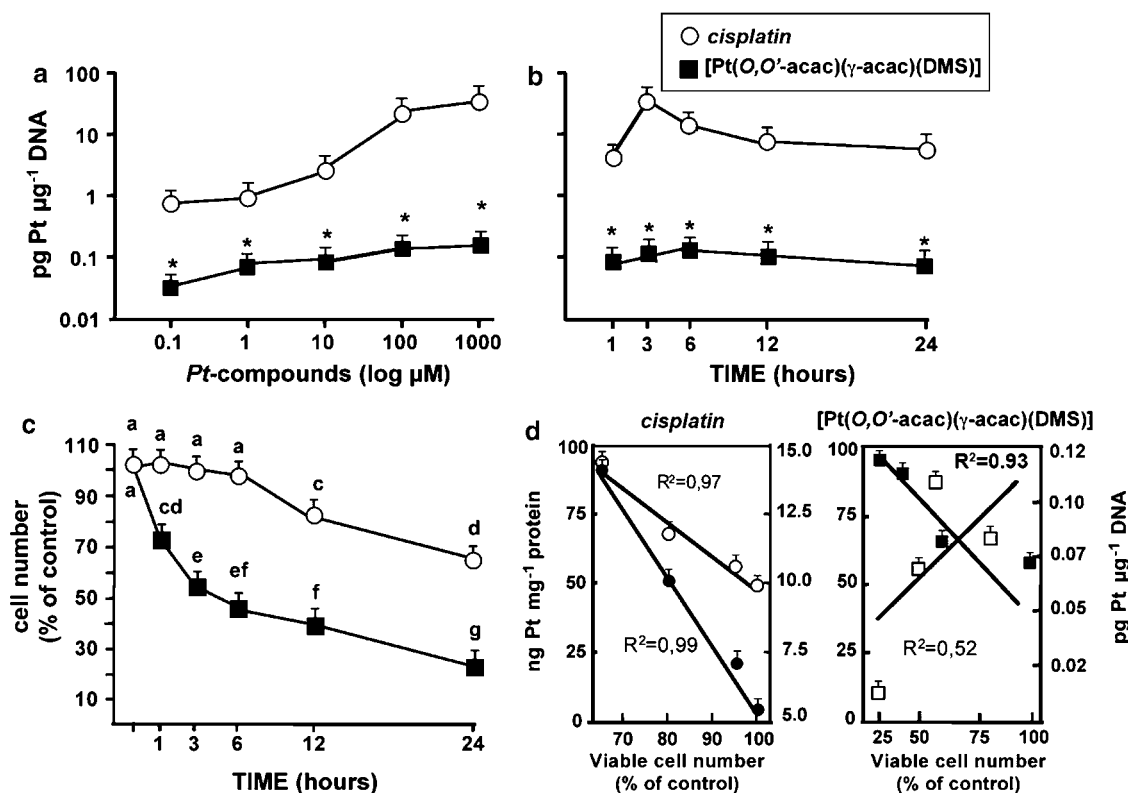 cisplatin
[Pt(O,O'-acac)(γ-acac)(DMS)]
a
b
pg Pt µg⁻¹ DNA
100
10
1
0.1
0.01
* * * * *
* * * * *
0.1 1 10 100 1000
1 3 6 12 24
Pt-compounds (log µM)
TIME (hours)
c
cell number
(% of control)
110
90
70
50
30
10
a a a a c d
a cd e ef f g
1 3 6 12 24
TIME (hours)
d
cisplatin
[Pt(O,O'-acac)(γ-acac)(DMS)]
ng Pt mg⁻¹ protein
100
75
50
25
0
R²=0,97
R²=0,99
15.0
12.5
10.0
7.5
5.0
70 80 90 100
Viable cell number
(% of control)
100
75
50
25
0
R²=0.93
R²=0,52
0.12
0.10
0.07
0.05
0.02
pg Pt µg⁻¹ DNA
25 50 75 100
Viable cell number
(% of control)